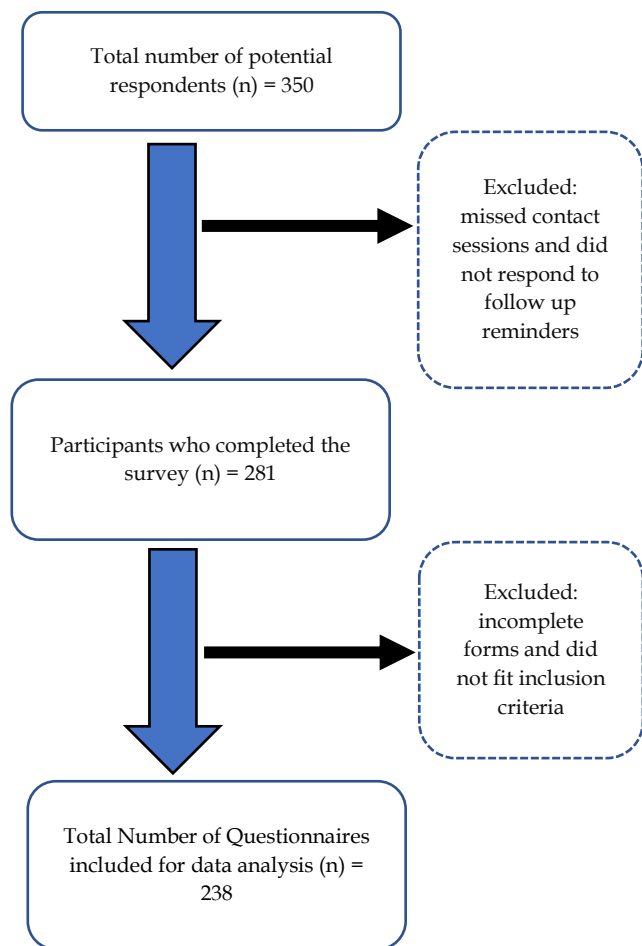 Total number of potential
respondents (n) = 350
Excluded:
missed contact
sessions and did
not respond to
follow up
reminders
Participants who completed the
survey (n) = 281
Excluded:
incomplete
forms and did
not fit inclusion
criteria
Total Number of Questionnaires
included for data analysis (n) =
238